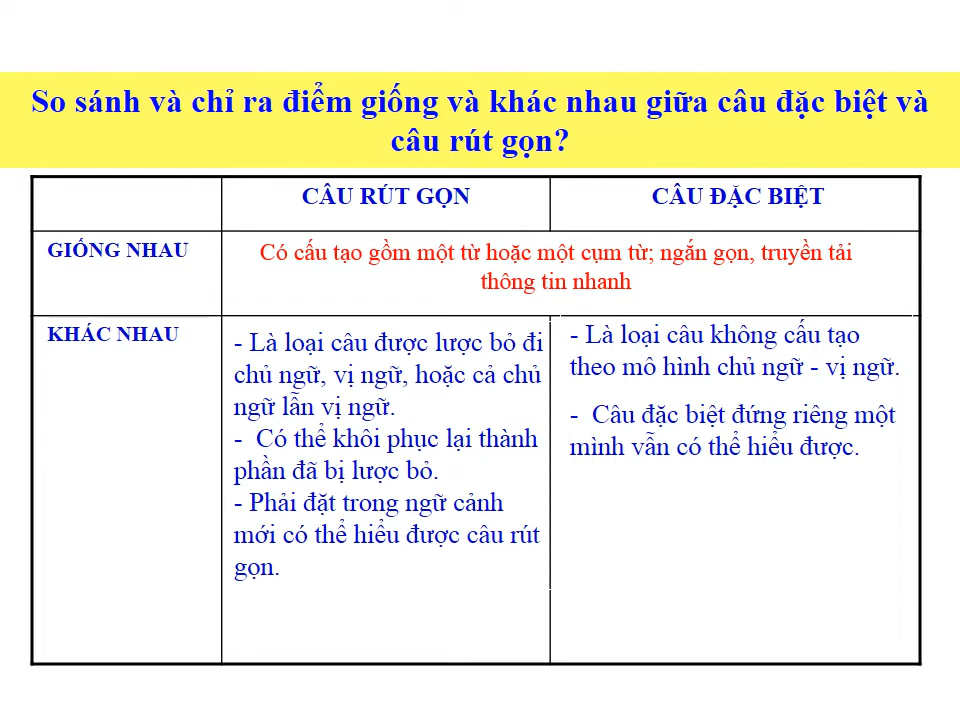 So sánh và chỉ ra điểm giống và khác nhau giữa câu đặc biệt và
câu rút gọn?
CÂU RÚT GỌN
CÂU ĐẶC BIỆT
GIỐNG NHAU
Có cấu tạo gồm một từ hoặc một cụm từ; ngắn gọn, truyền tải
thông tin nhanh
KHÁC NHAU
- Là loại câu được lược bỏ đi
chủ ngữ, vị ngữ, hoặc cả chủ
ngữ lẫn vị ngữ.
- Có thể khôi phục lại thành
phần đã bị lược bỏ.
- Phải đặt trong ngữ cảnh
mới có thể hiểu được câu rút
gọn.
- Là loại câu không cấu tạo
theo mô hình chủ ngữ - vị ngữ.
- Câu đặc biệt đứng riêng một
mình vẫn có thể hiểu được.